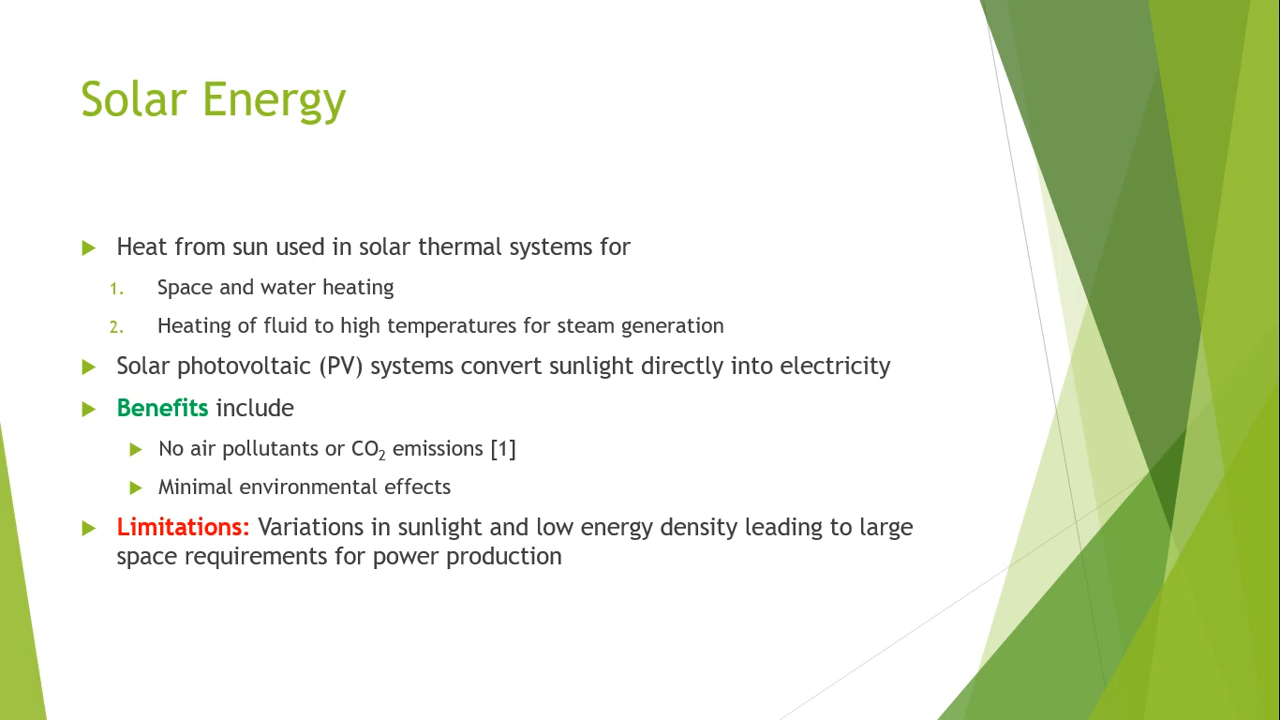 Solar Energy
Heat from sun used in solar thermal systems for
1. Space and water heating
2. Heating of fluid to high temperatures for steam generation
Solar photovoltaic (PV) systems convert sunlight directly into electricity
Benefits include
No air pollutants or CO₂ emissions [1]
Minimal environmental effects
Limitations: Variations in sunlight and low energy density leading to large
space requirements for power production